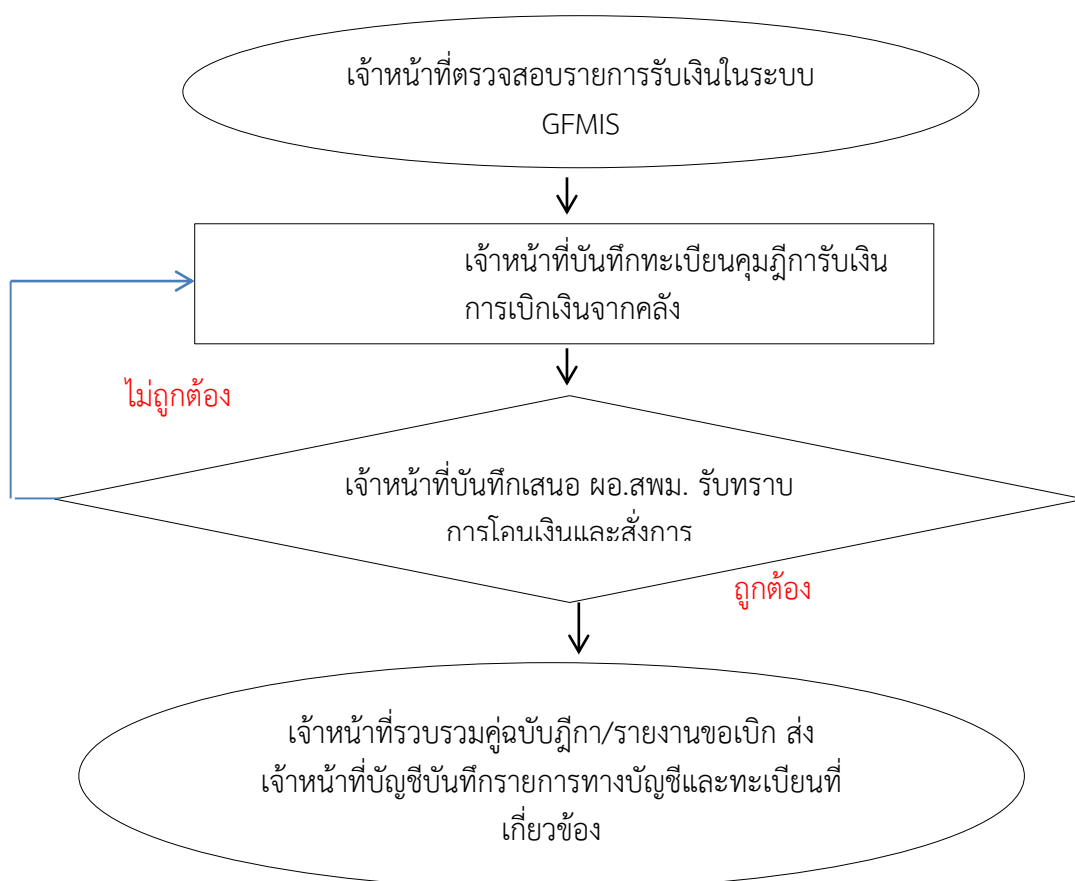 เจ้าหน้าที่ตรวจสอบรายการรับเงินในระบบ
GFMIS
เจ้าหน้าที่บันทึกทะเบียนคุมฎีการับเงิน
การเบิกเงินจากคลัง
ไม่ถูกต้อง
เจ้าหน้าที่บันทึกเสนอ ผอ.สพม. รับทราบ
การโอนเงินและสั่งการ
ถูกต้อง
เจ้าหน้าที่รวบรวมคู่ฉบับฎีกา/รายงานขอเบิก ส่ง
เจ้าหน้าที่บัญชีบันทึกรายการทางบัญชีและทะเบียนที่
เกี่ยวข้อง